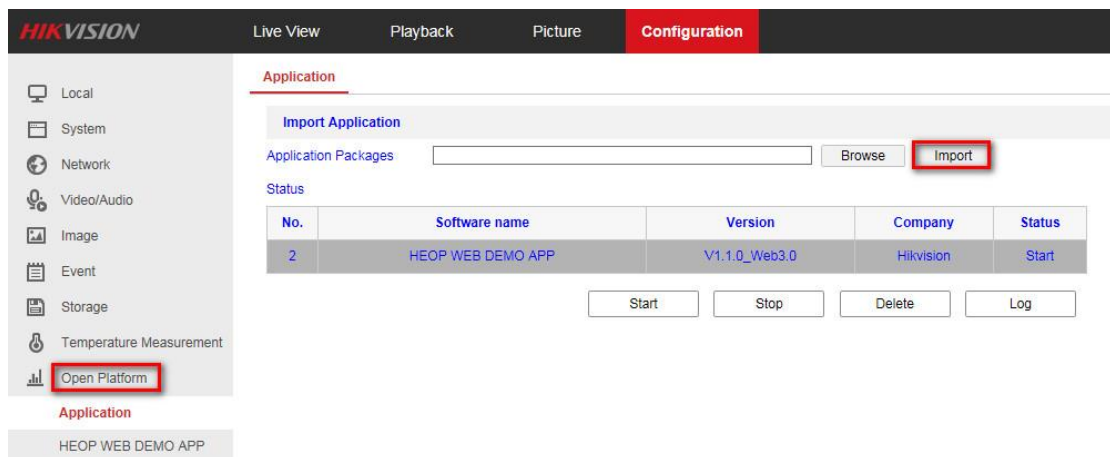 HIKVISION Live View Playback Picture Configuration
Local
System
Network
Video/Audio
Image
Event
Storage
Temperature Measurement
Open Platform
Application
HEOP WEB DEMO APP
Application
Import Application
Application Packages Browse Import
Status
No. Software name Version Company Status
2 HEOP WEB DEMO APP V1.1.0_Web3.0 Hikvision Start
Start Stop Delete Log